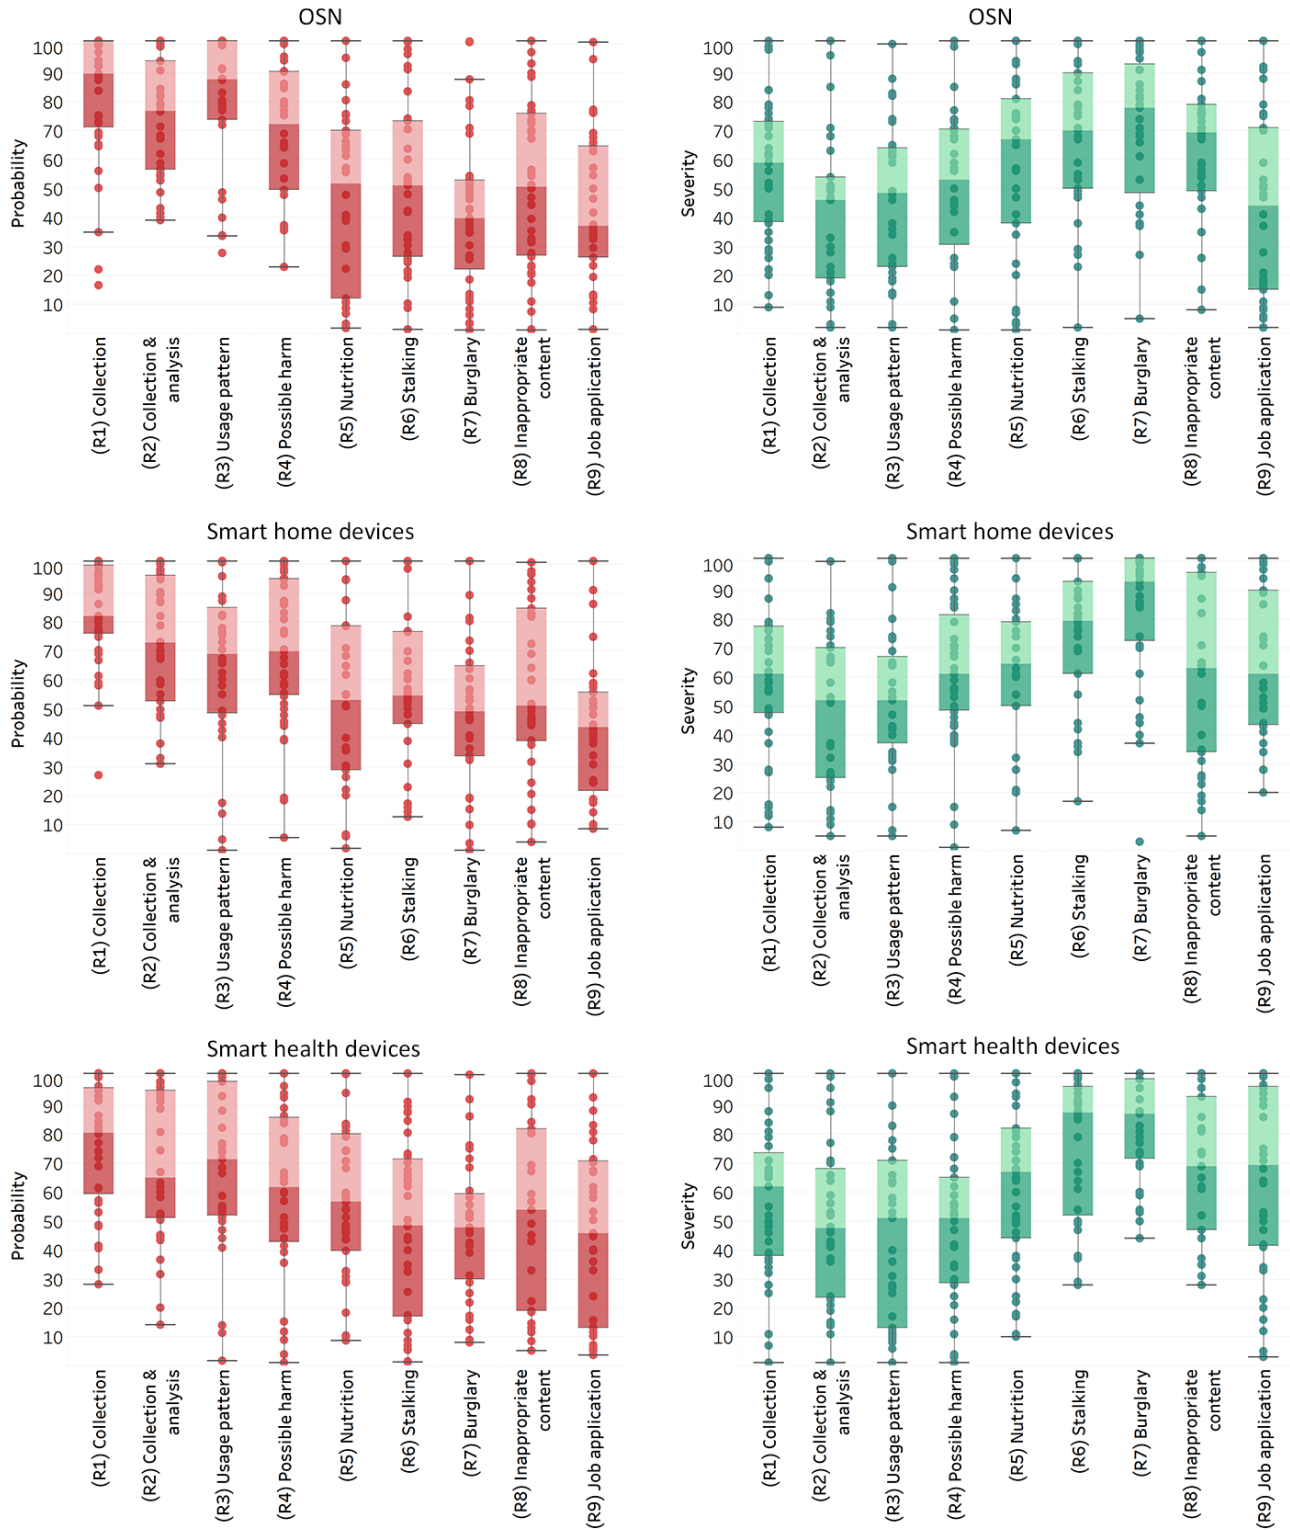 OSN
Probability
100
90
80
70
60
50
40
30
20
10
(R1) Collection
(R2) Collection &
analysis
(R3) Usage pattern
(R4) Possible harm
(R5) Nutrition
(R6) Stalking
(R7) Burglary
(R8) Inappropriate
content
(R9) Job application
OSN
Severity
100
90
80
70
60
50
40
30
20
10
(R1) Collection
(R2) Collection &
analysis
(R3) Usage pattern
(R4) Possible harm
(R5) Nutrition
(R6) Stalking
(R7) Burglary
(R8) Inappropriate
content
(R9) Job application
Smart home devices
Probability
100
90
80
70
60
50
40
30
20
10
(R1) Collection
(R2) Collection &
analysis
(R3) Usage pattern
(R4) Possible harm
(R5) Nutrition
(R6) Stalking
(R7) Burglary
(R8) Inappropriate
content
(R9) Job application
Smart home devices
Severity
100
90
80
70
60
50
40
30
20
10
(R1) Collection
(R2) Collection &
analysis
(R3) Usage pattern
(R4) Possible harm
(R5) Nutrition
(R6) Stalking
(R7) Burglary
(R8) Inappropriate
content
(R9) Job application
Smart health devices
Probability
100
90
80
70
60
50
40
30
20
10
(R1) Collection
(R2) Collection &
analysis
(R3) Usage pattern
(R4) Possible harm
(R5) Nutrition
(R6) Stalking
(R7) Burglary
(R8) Inappropriate
content
(R9) Job application
Smart health devices
Severity
100
90
80
70
60
50
40
30
20
10
(R1) Collection
(R2) Collection &
analysis
(R3) Usage pattern
(R4) Possible harm
(R5) Nutrition
(R6) Stalking
(R7) Burglary
(R8) Inappropriate
content
(R9) Job application